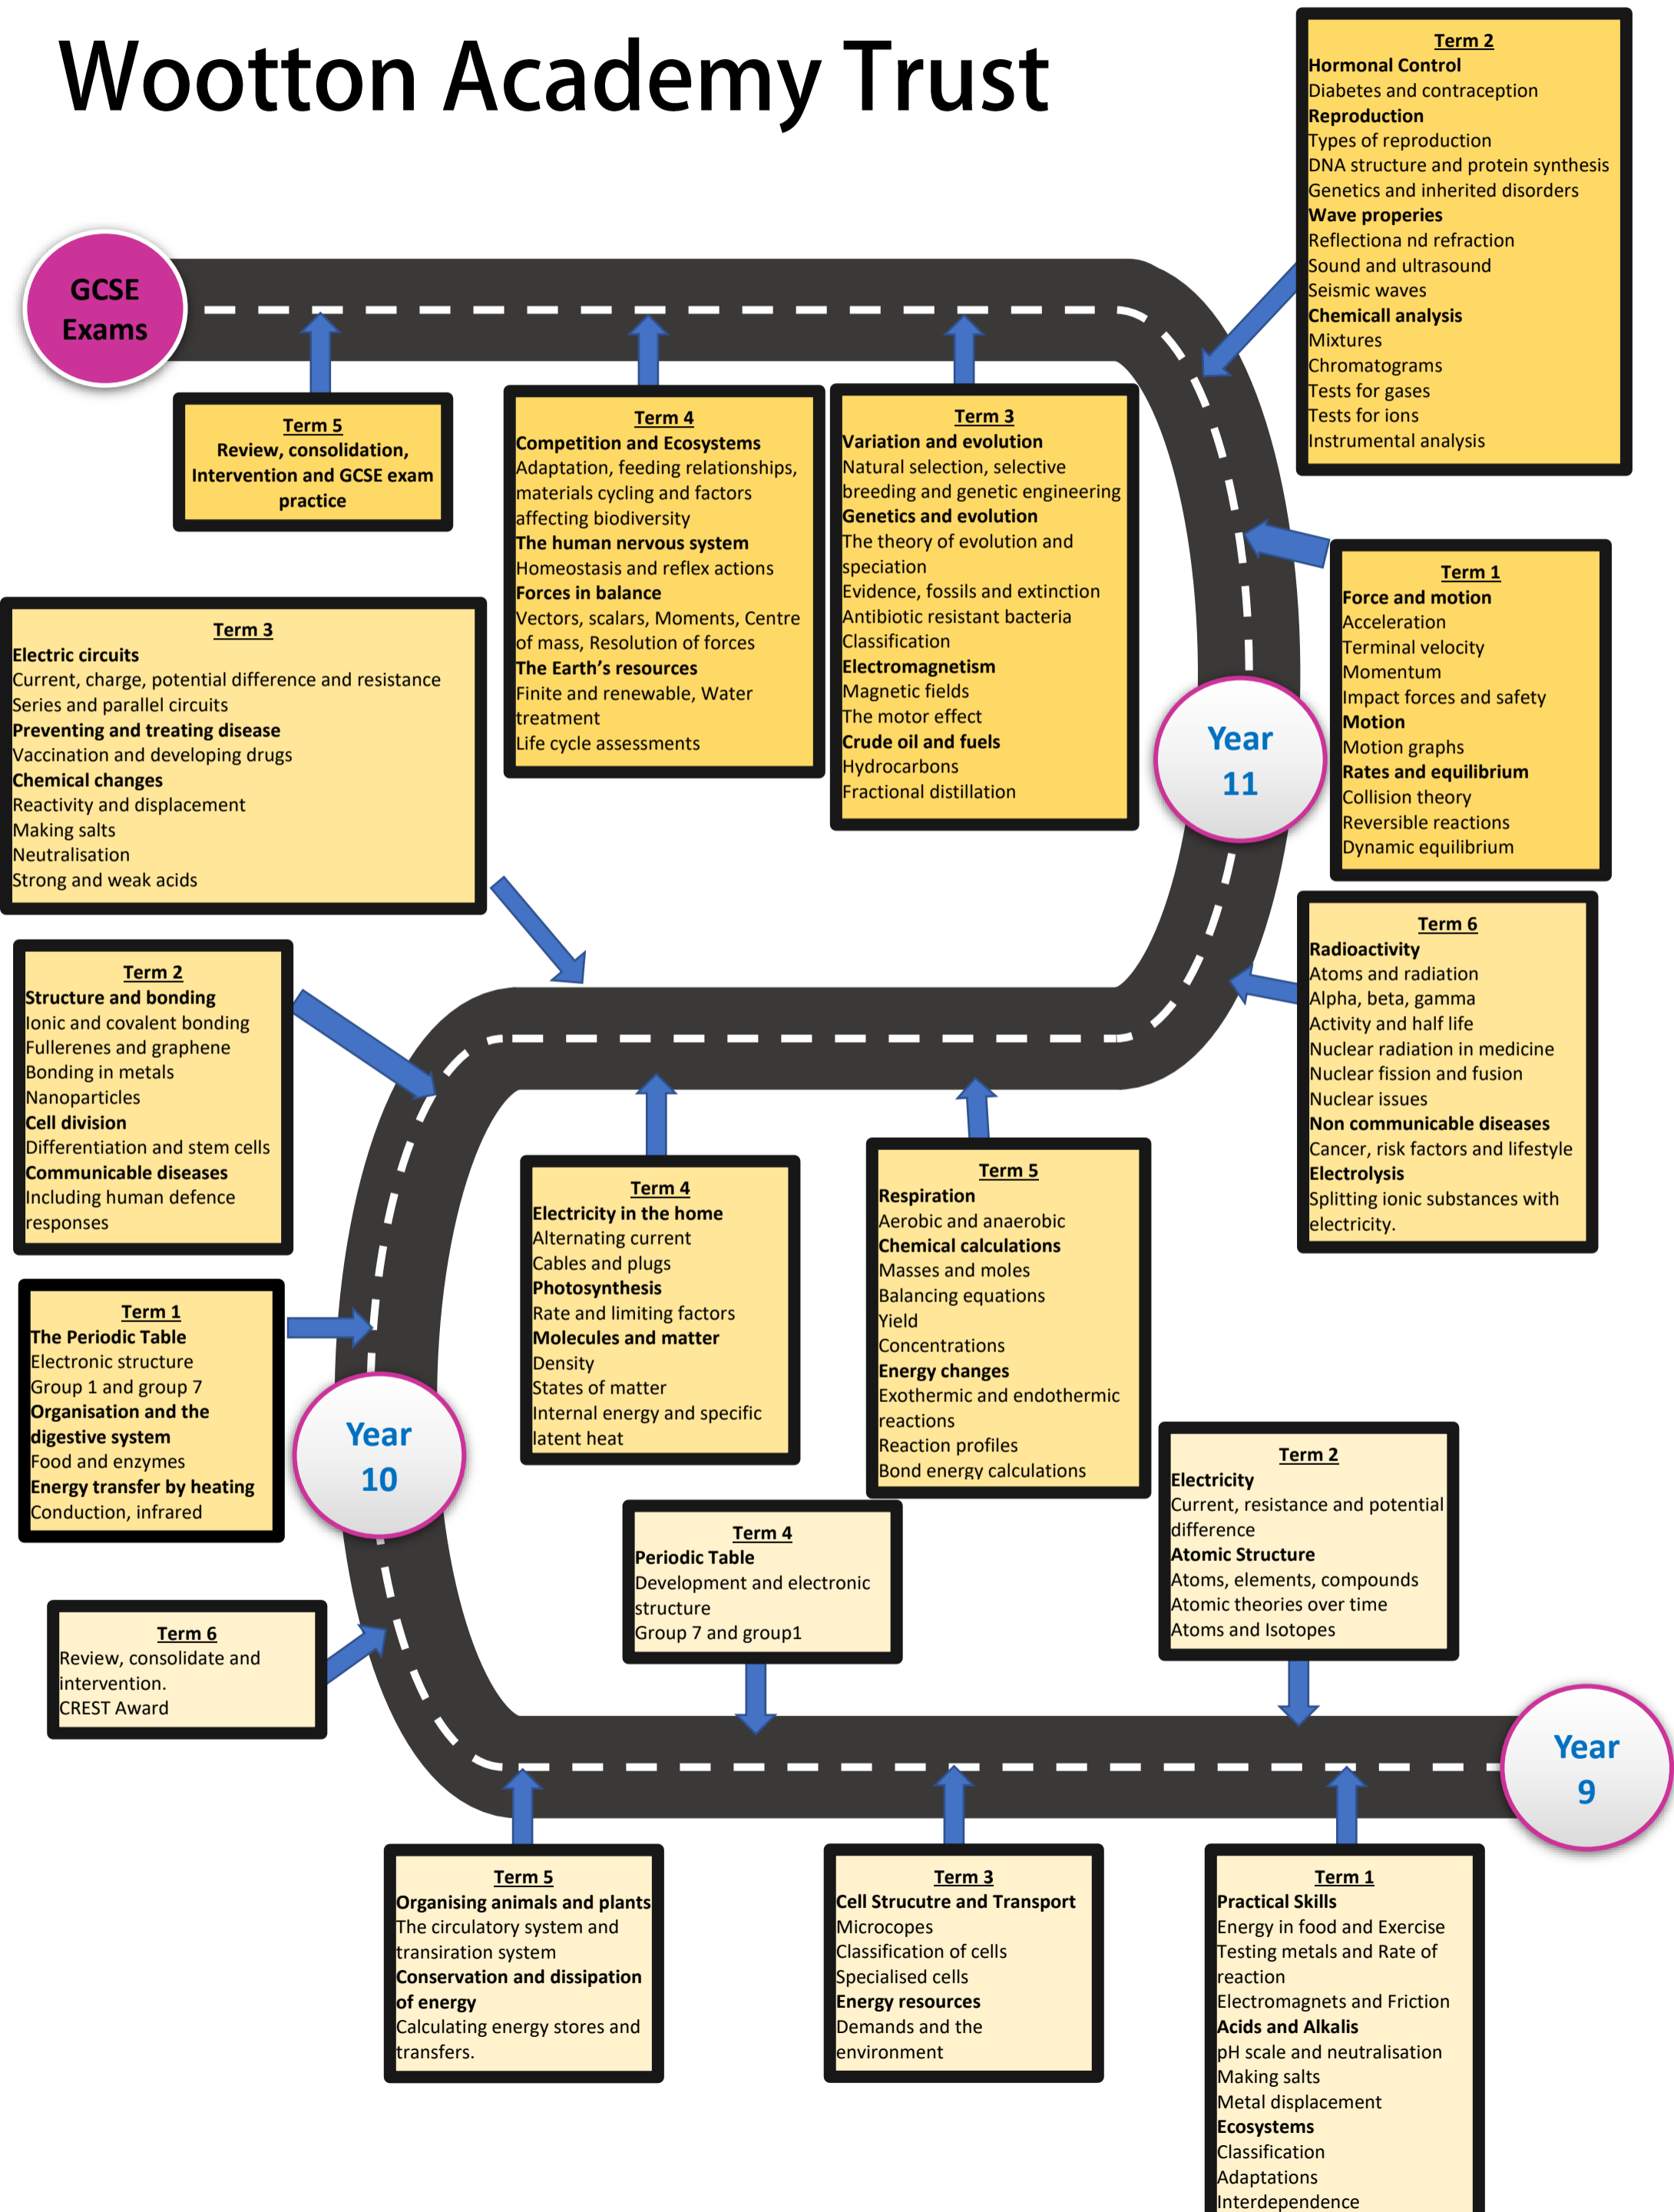 Wootton Academy Trust
Term 2
Hormonal Control
Diabetes and contraception
Reproduction
Types of reproduction
DNA structure and protein synthesis
Genetics and inherited disorders
Wave properies
Reflectiona nd refraction
Sound and ultrasound
Seismic waves
Chemicall analysis
Mixtures
Chromatograms
Tests for gases
Tests for ions
Instrumental analysis
GCSE
Exams
Term 5
Review, consolidation,
Intervention and GCSE exam
practice
Term 4
Competition and Ecosystems
Adaptation, feeding relationships,
materials cycling and factors
affecting biodiversity
The human nervous system
Homeostasis and reflex actions
Forces in balance
Vectors, scalars, Moments, Centre
of mass, Resolution of forces
The Earth's resources
Finite and renewable, Water
treatment
Life cycle assessments
Term 3
Variation and evolution
Natural selection, selective
breeding and genetic engineering
Genetics and evolution
The theory of evolution and
speciation
Evidence, fossils and extinction
Antibiotic resistant bacteria
Classification
Electromagnetism
Magnetic fields
The motor effect
Crude oil and fuels
Hydrocarbons
Fractional distillation
Term 1
Force and motion
Acceleration
Terminal velocity
Momentum
Impact forces and safety
Motion
Motion graphs
Rates and equilibrium
Collision theory
Reversible reactions
Dynamic equilibrium
Year
11
Term 3
Electric circuits
Current, charge, potential difference and resistance
Series and parallel circuits
Preventing and treating disease
Vaccination and developing drugs
Chemical changes
Reactivity and displacement
Making salts
Neutralisation
Strong and weak acids
Term 6
Radioactivity
Atoms and radiation
Alpha, beta, gamma
Activity and half life
Nuclear radiation in medicine
Nuclear fission and fusion
Nuclear issues
Non communicable diseases
Cancer, risk factors and lifestyle
Electrolysis
Splitting ionic substances with
electricity.
Term 2
Structure and bonding
Ionic and covalent bonding
Fullerenes and graphene
Bonding in metals
Nanoparticles
Cell division
Differentiation and stem cells
Communicable diseases
Including human defence
responses
Term 4
Electricity in the home
Alternating current
Cables and plugs
Photosynthesis
Rate and limiting factors
Molecules and matter
Density
States of matter
Internal energy and specific
latent heat
Term 5
Respiration
Aerobic and anaerobic
Chemical calculations
Masses and moles
Balancing equations
Yield
Concentrations
Energy changes
Exothermic and endothermic
reactions
Reaction profiles
Bond energy calculations
Term 1
The Periodic Table
Electronic structure
Group 1 and group 7
Organisation and the
digestive system
Food and enzymes
Energy transfer by heating
Conduction, infrared
Year
10
Term 6
Review, consolidate and
intervention.
CREST Award
Term 4
Periodic Table
Development and electronic
structure
Group 7 and group1
Term 2
Electricity
Current, resistance and potential
difference
Atomic Structure
Atoms, elements, compounds
Atomic theories over time
Atoms and Isotopes
Year
9
Term 5
Organising animals and plants
The circulatory system and
transiration system
Conservation and dissipation
of energy
Calculating energy stores and
transfers.
Term 3
Cell Strucutre and Transport
Microcopes
Classification of cells
Specialised cells
Energy resources
Demands and the
environment
Term 1
Practical Skills
Energy in food and Exercise
Testing metals and Rate of
reaction
Electromagnets and Friction
Acids and Alkalis
pH scale and neutralisation
Making salts
Metal displacement
Ecosystems
Classification
Adaptations
Interdependence